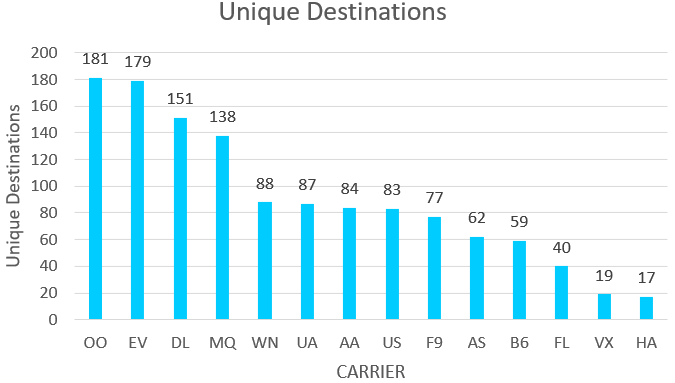 Unique Destinations
Unique Destinations
200
180
160
140
120
100
80
60
40
20
0
181 179 151 138 88 87 84 83 77 62 59 40 19 17
OO EV DL MQ WN UA AA US F9 AS B6 FL VX HA
CARRIER